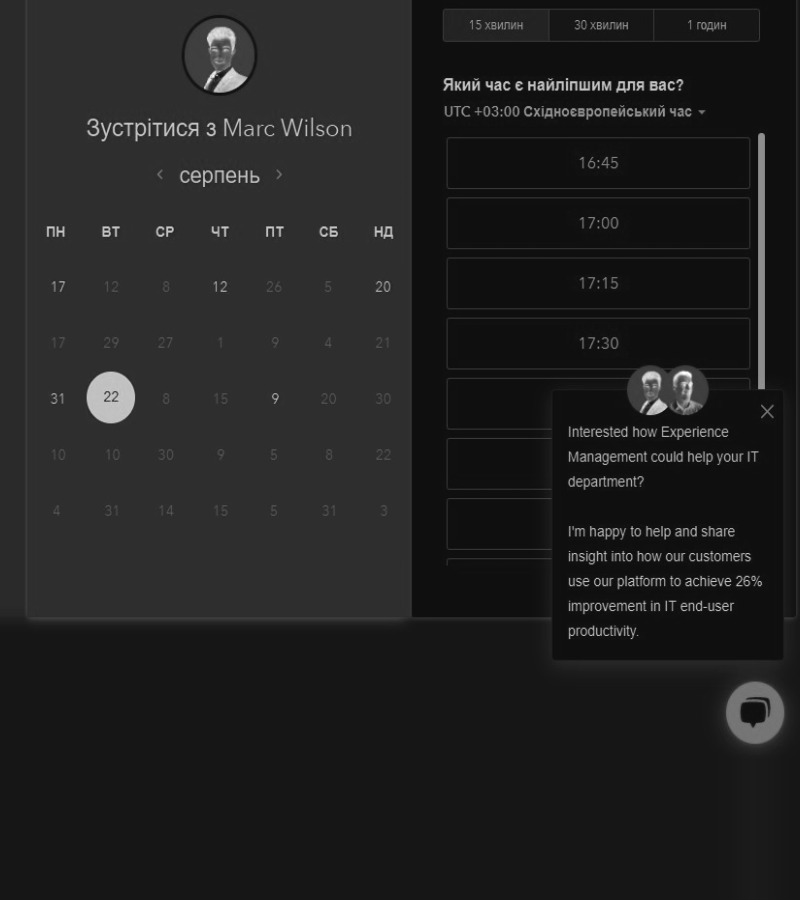 Зустрітися з Marc Wilson
серпень
ПН ВТ СР ЧТ ПТ СБ НД
17 12 8 12 26 5 20
17 29 27 1 9 4 21
31 22 8 15 9 20 30
10 10 30 9 5 8 22
4 31 14 15 5 31 3
15 хвилин 30 хвилин 1 годин
Який час є найліпшим для вас?
UTC +03:00 Східноєвропейський час
16:45
17:00
17:15
17:30
Interested how Experience
Management could help your IT
department?
I'm happy to help and share
insight into how our customers
use our platform to achieve 26%
improvement in IT end-user
productivity.